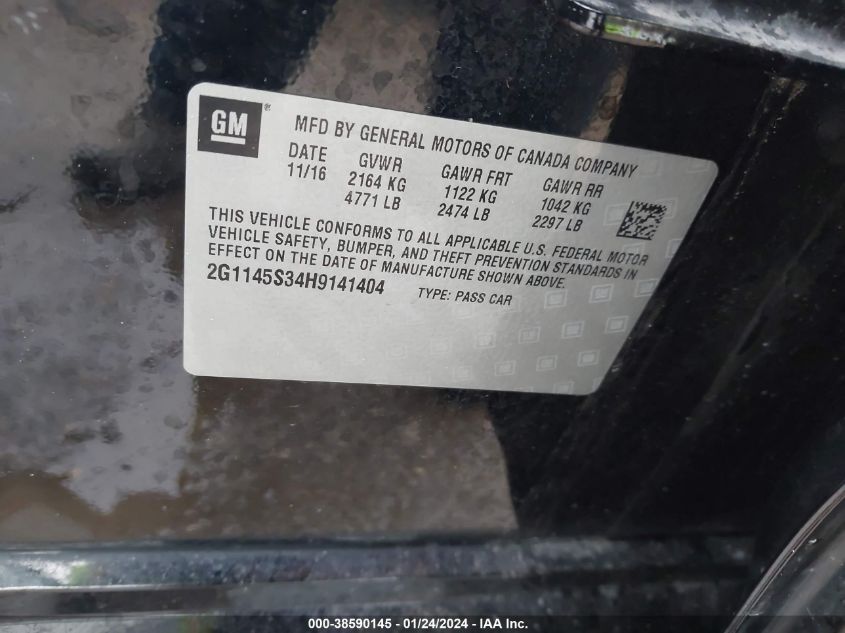 GM ®
MFD BY GENERAL MOTORS OF CANADA COMPANY
DATE GVWR GAWR FRT GAWR RR
11/16 2164 KG 1122 KG 1042 KG
4771 LB 2474 LB 2297 LB
THIS VEHICLE CONFORMS TO ALL APPLICABLE U.S. FEDERAL MOTOR
VEHICLE SAFETY, BUMPER, AND THEFT PREVENTION STANDARDS IN
EFFECT ON THE DATE OF MANUFACTURE SHOWN ABOVE.
2G1145S34H9141404 TYPE: PASS CAR
000-38590145 - 01/24/2024 - IAA Inc.